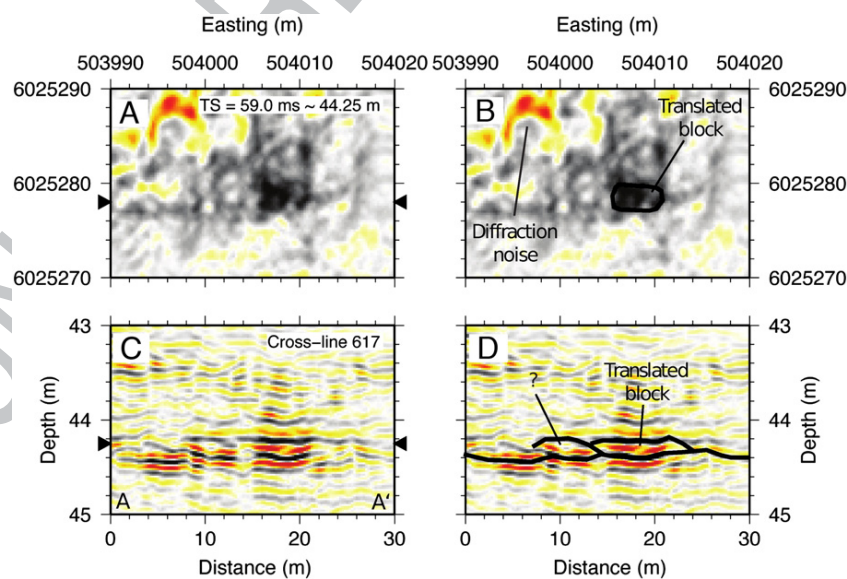 Easting (m)
Easting (m)
503990 504000 504010 504020
503990 504000 504010 504020
6025290
6025280
6025270
A
TS = 59.0 ms ~ 44.25 m
B
Translated
block
Diffraction
noise
6025290
6025280
6025270
43
44
45
Depth (m)
C
Cross−line 617
A
A'
0 10 20 30
Distance (m)
D
?
Translated
block
43
44
45
Depth (m)
0 10 20 30
Distance (m)